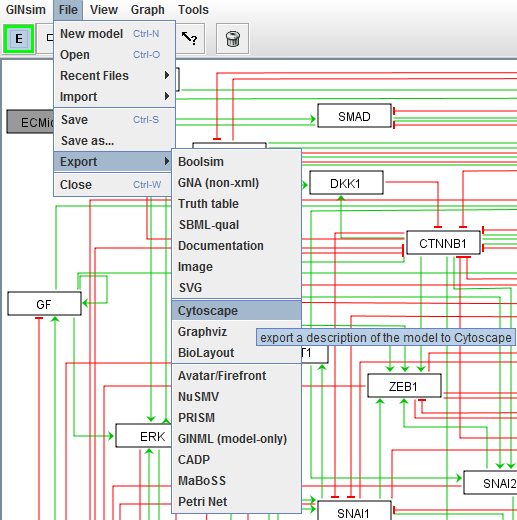 GINsim File View Graph Tools
E
New model Ctrl-N
Open Ctrl-O
Recent Files
Import
Save Ctrl-S
Save as...
Export
Close Ctrl-W
Boolsim
GNA (non-xml)
Truth table
SBML-qual
Documentation
Image
SVG
Cytoscape
Graphviz
BioLayout
Avatar/Firefront
NuSMV
PRISM
GINML (model-only)
CADP
MaBoSS
Petri Net
export a description of the model to Cytoscape
SMAD
DKK1
CTNNB1
GF
ZEB1
ERK
SNAI2
SNAI1